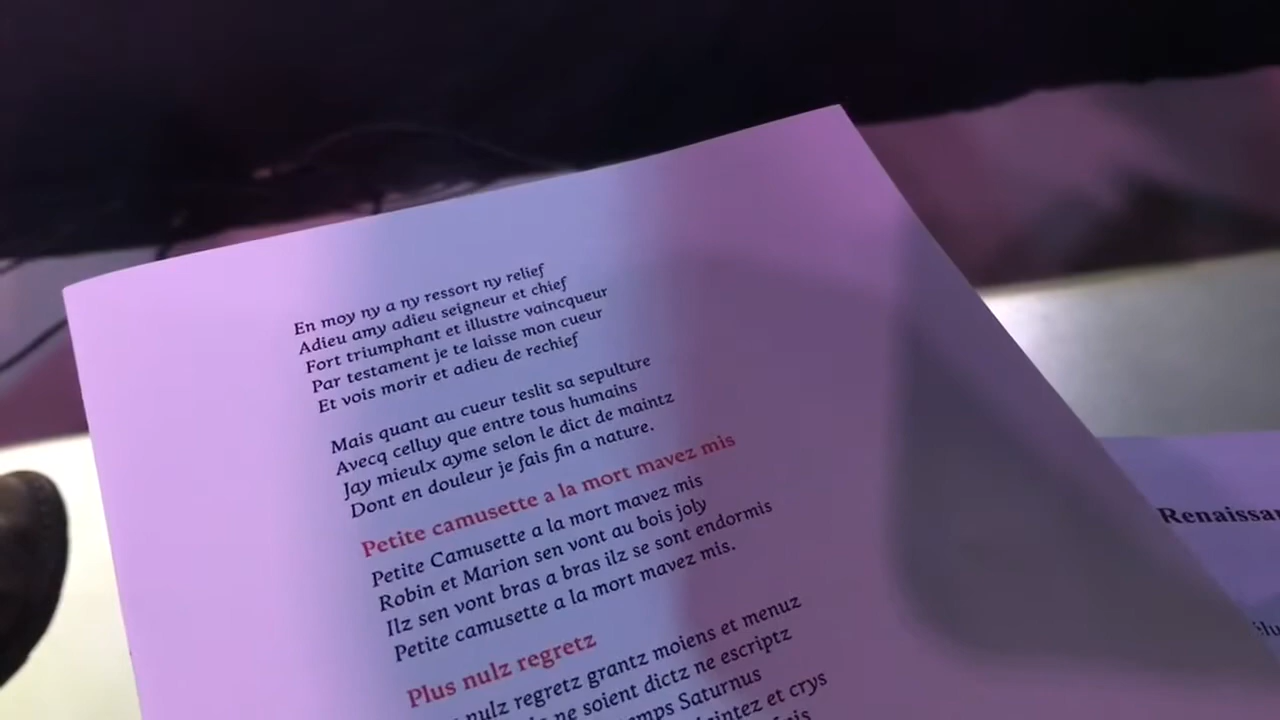 En moy ny a ny ressort ny relief
Adieu amy adieu seigneur et chief
Fort triumphant et illustre vaincqueur
Par testament je te laisse mon cueur
Et vois morir et adieu de rechief
Mais quant au cueur teslit sa sepulture
Avecq celluy que entre tous humains
Jay mieulx ayme selon le dict de maintz
Dont en douleur je fais fin a nature.
Petite camusette a la mort mavez mis
Petite Camusette a la mort mavez mis
Robin et Marion sen vont au bois joly
Ilz sen vont bras a bras ilz se sont endormis
Petite camusette a la mort mavez mis.
Plus nulz regretz
nulz regretz grantz moiens et menuz
ne soient dictz ne escriptz
Saturnus
et crys
Renaissan